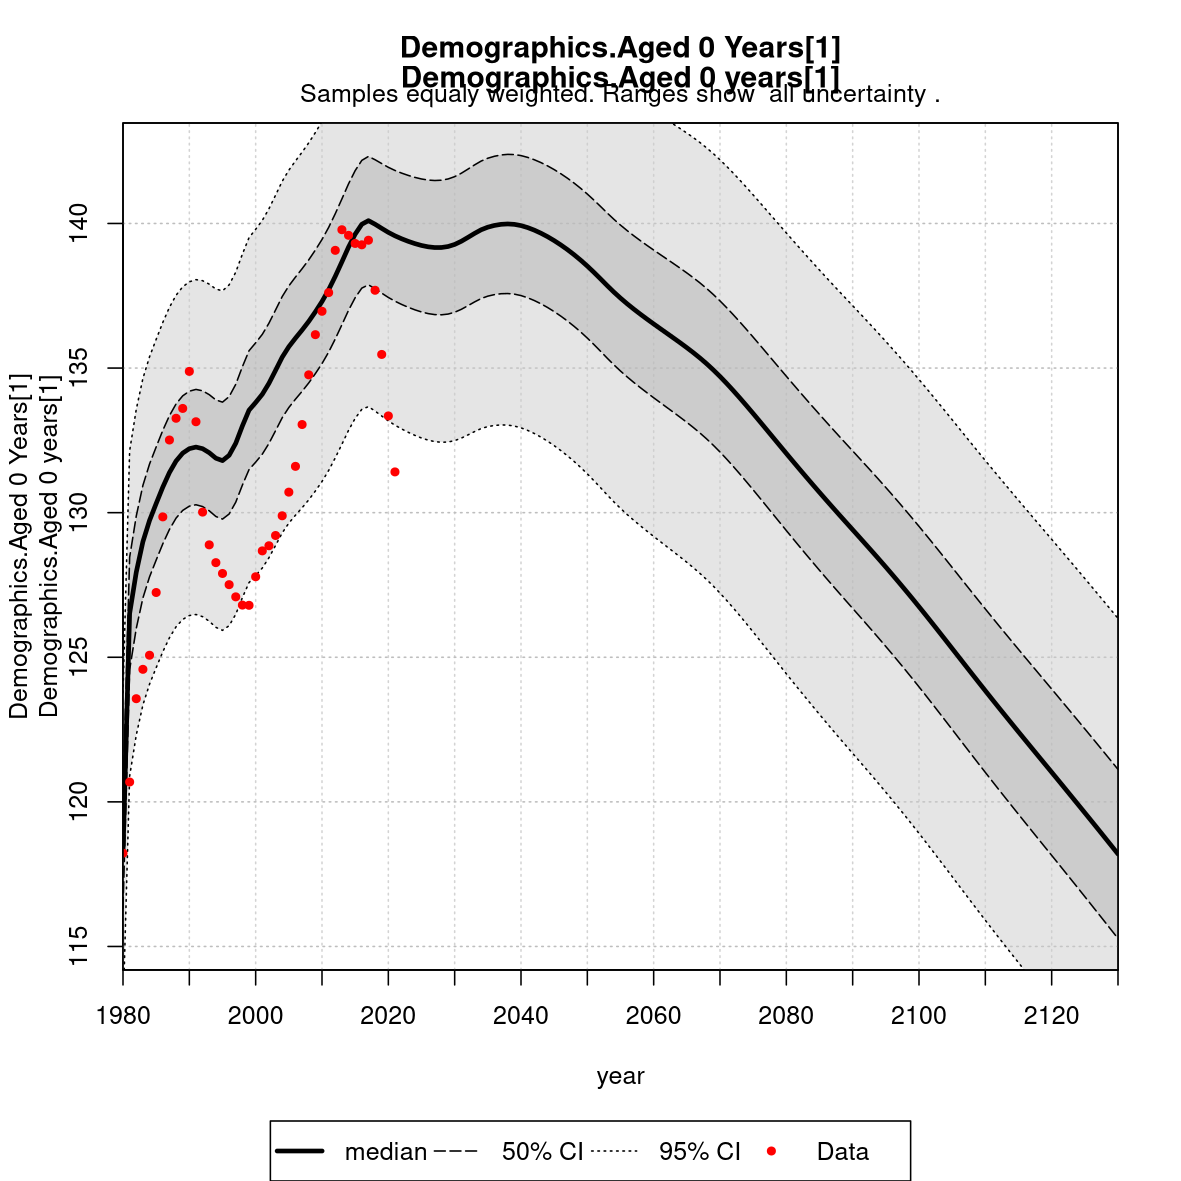 Demographics.Aged 0 Years[1]
Demographics.Aged 0 years[1]
Samples equaly weighted. Ranges show  all uncertainty .
Demographics.Aged 0 Years[1]
Demographics.Aged 0 years[1]
140
135
130
125
120
115
1980 2000 2020 2040 2060 2080 2100 2120
year
median 50% CI 95% CI Data